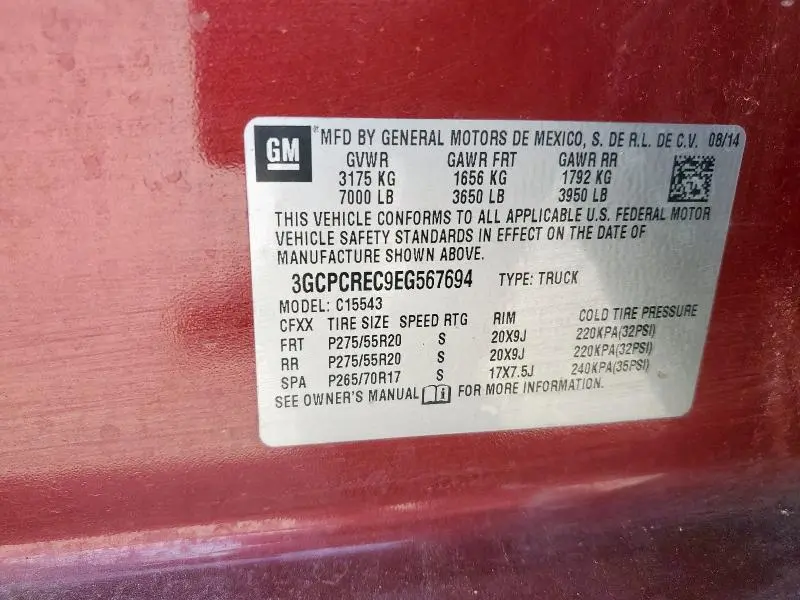 GM ® MFD BY GENERAL MOTORS DE MEXICO, S. DE R.L. DE C.V. 08/14
GVWR GAWR FRT GAWR RR
3175 KG 1656 KG 1792 KG
7000 LB 3650 LB 3950 LB
THIS VEHICLE CONFORMS TO ALL APPLICABLE U.S. FEDERAL MOTOR
VEHICLE SAFETY STANDARDS IN EFFECT ON THE DATE OF
MANUFACTURE SHOWN ABOVE.
3GCPCREC9EG567694 TYPE: TRUCK
MODEL: C15543
CFXX TIRE SIZE SPEED RTG RIM COLD TIRE PRESSURE
FRT P275/55R20 S 20X9J 220KPA(32PSI)
RR P275/55R20 S 20X9J 220KPA(32PSI)
SPA P265/70R17 S 17X7.5J 240KPA(35PSI)
SEE OWNER'S MANUAL FOR MORE INFORMATION.